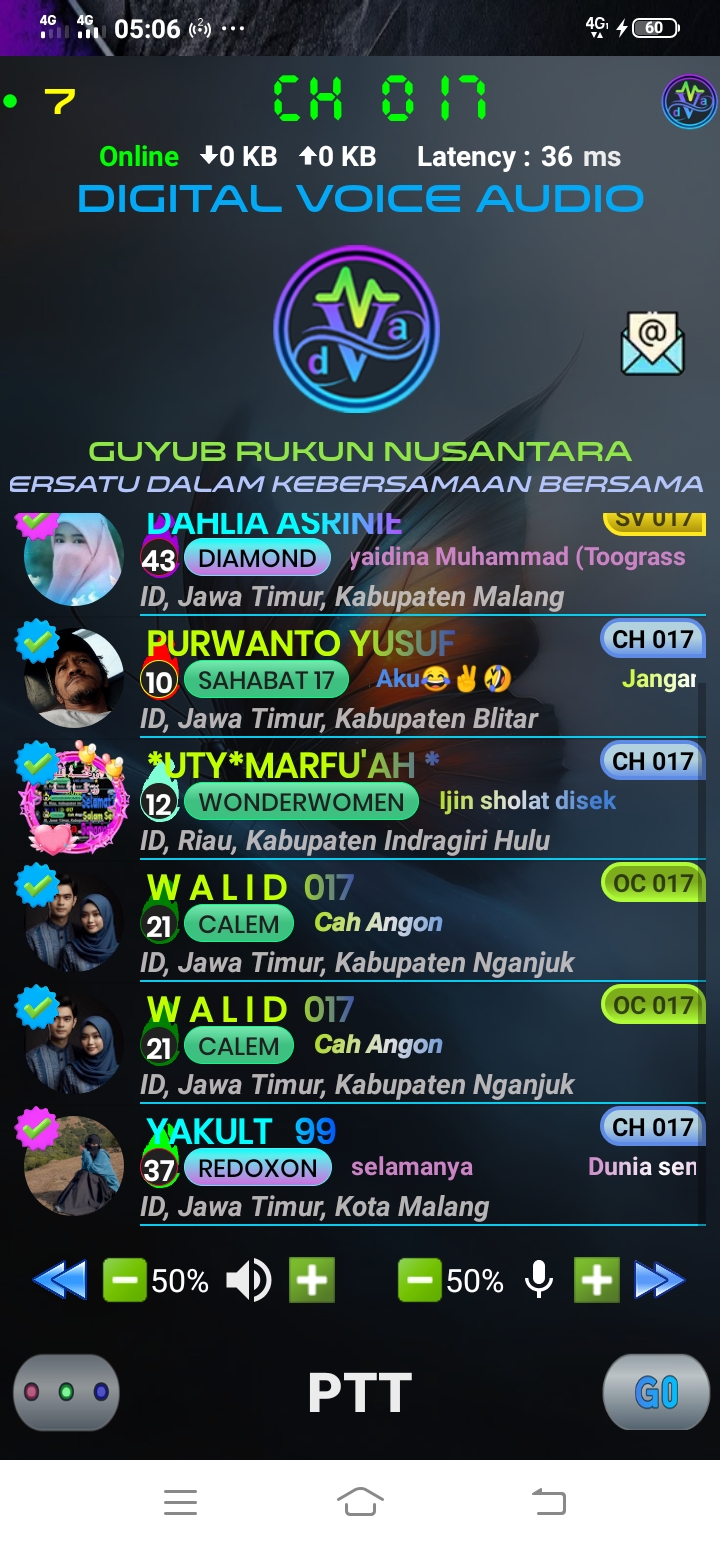 4G 4G 05:06 2 ... 4G 60
7 CH 017
Online 0 KB 0 KB Latency : 36 ms
DIGITAL VOICE AUDIO
d V a
@
GUYUB RUKUN NUSANTARA
ERSATU DALAM KEBERSAMAAN BERSAMA
DAHLIA ASRINIE SV 017
43 DIAMOND yaidina Muhammad (Toograss
ID, Jawa Timur, Kabupaten Malang
PURWANTO YUSUF CH 017
10 SAHABAT 17 Aku😂✌🤣 Jangan
ID, Jawa Timur, Kabupaten Blitar
*UTY*MARFU'AH * CH 017
12 WONDERWOMEN Ijin sholat disek
ID, Riau, Kabupaten Indragiri Hulu
W A L I D 017 OC 017
21 CALEM Cah Angon
ID, Jawa Timur, Kabupaten Nganjuk
W A L I D 017 OC 017
21 CALEM Cah Angon
ID, Jawa Timur, Kabupaten Nganjuk
YAKULT 99 CH 017
37 REDOXON selamanya Dunia sen
ID, Jawa Timur, Kota Malang
50% 50%
PTT GO